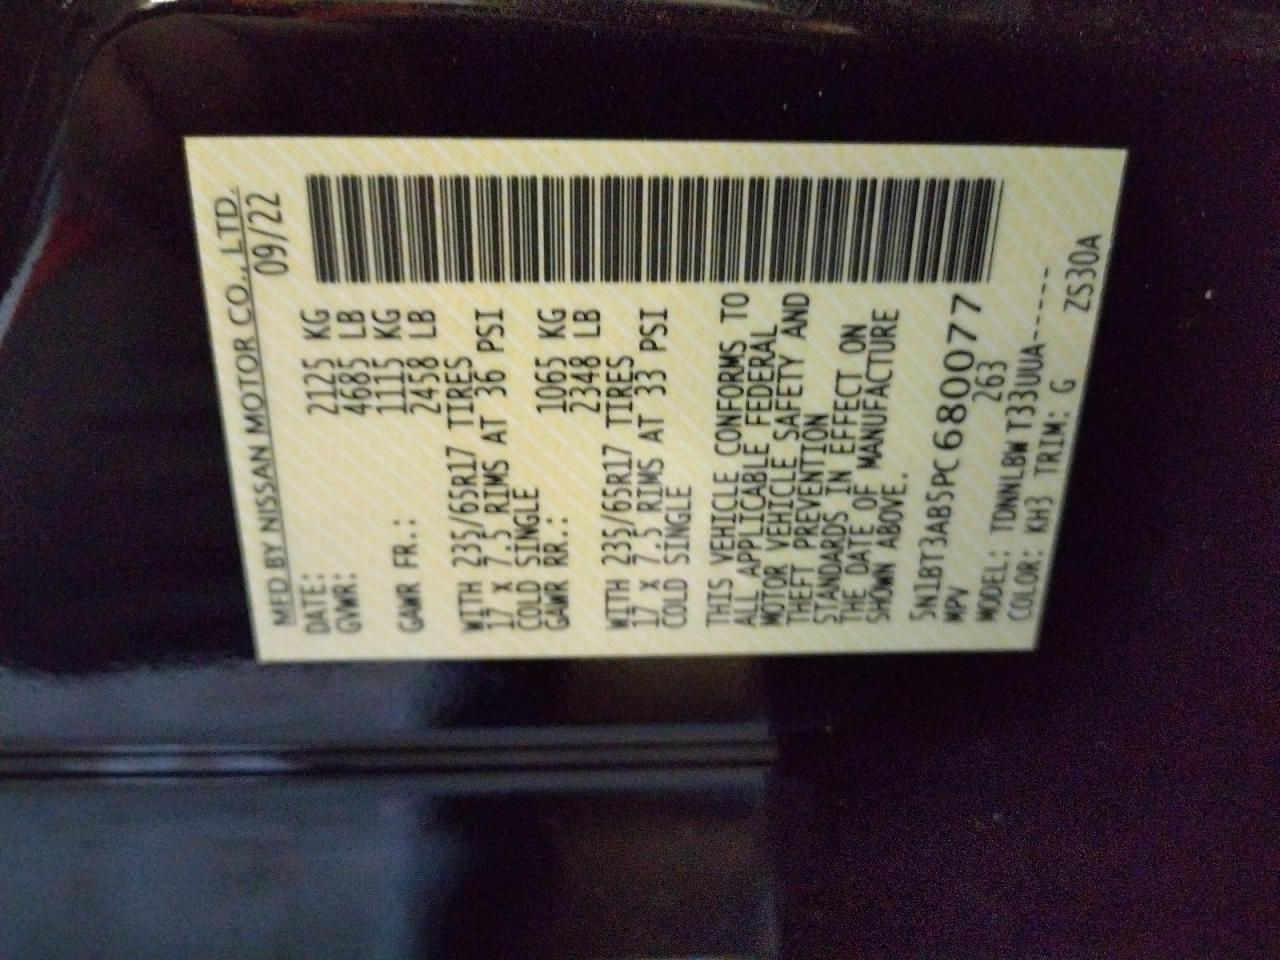 MFD BY NISSAN MOTOR CO., LTD.
DATE: 09/22
GVWR: 2125 KG
4685 LB
GAWR FR.: 1115 KG
2458 LB
WITH 235/65R17 TIRES
17 X 7.5 RIMS AT 36 PSI
COLD SINGLE
GAWR RR.: 1065 KG
2348 LB
WITH 235/65R17 TIRES
17 X 7.5 RIMS AT 33 PSI
COLD SINGLE
THIS VEHICLE CONFORMS TO
ALL APPLICABLE FEDERAL
MOTOR VEHICLE SAFETY AND
THEFT PREVENTION
STANDARDS IN EFFECT ON
THE DATE OF MANUFACTURE
SHOWN ABOVE.
5N1BT3AB5PC680077
MPV 263
MODEL: TDNNLBW T33UUA------
COLOR: KH3 TRIM: G ZS30A